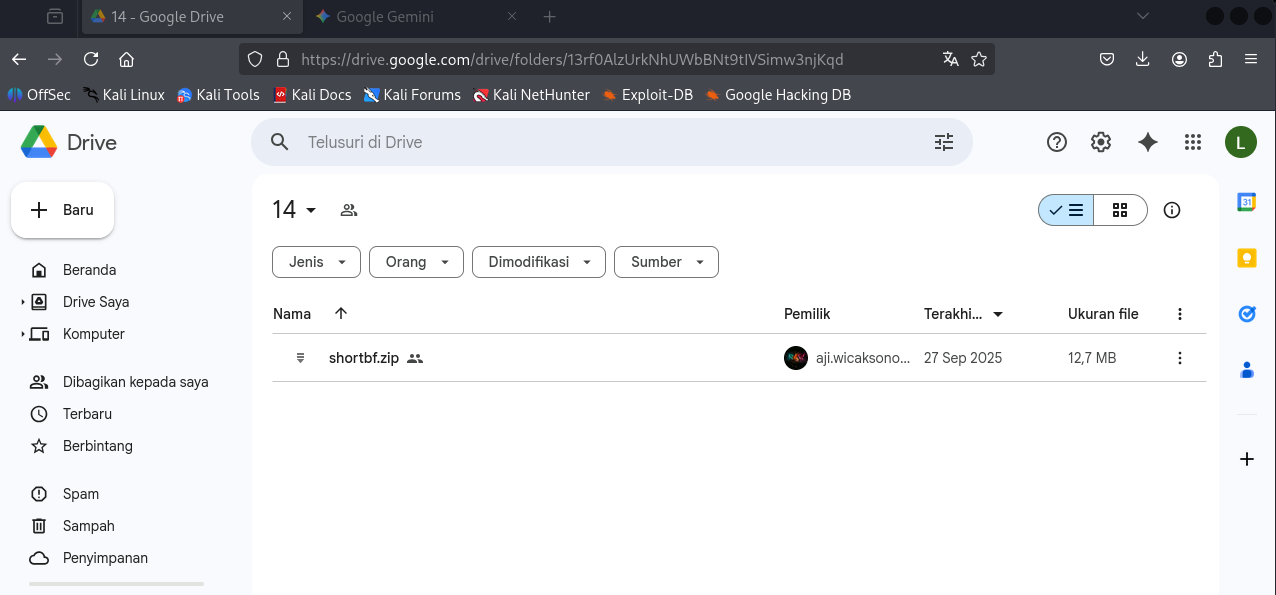 14 - Google Drive
Google Gemini
https://drive.google.com/drive/folders/13rf0AlzUrkNhUWbBNt9tIVSimw3njKqd
OffSec Kali Linux Kali Tools Kali Docs Kali Forums Kali NetHunter Exploit-DB Google Hacking DB
Drive
Telusuri di Drive
L
Baru
Beranda
Drive Saya
Komputer
Dibagikan kepada saya
Terbaru
Berbintang
Spam
Sampah
Penyimpanan
14
Jenis Orang Dimodifikasi Sumber
Nama Pemilik Terakhi... Ukuran file
shortbf.zip aji.wicaksono... 27 Sep 2025 12,7 MB
31